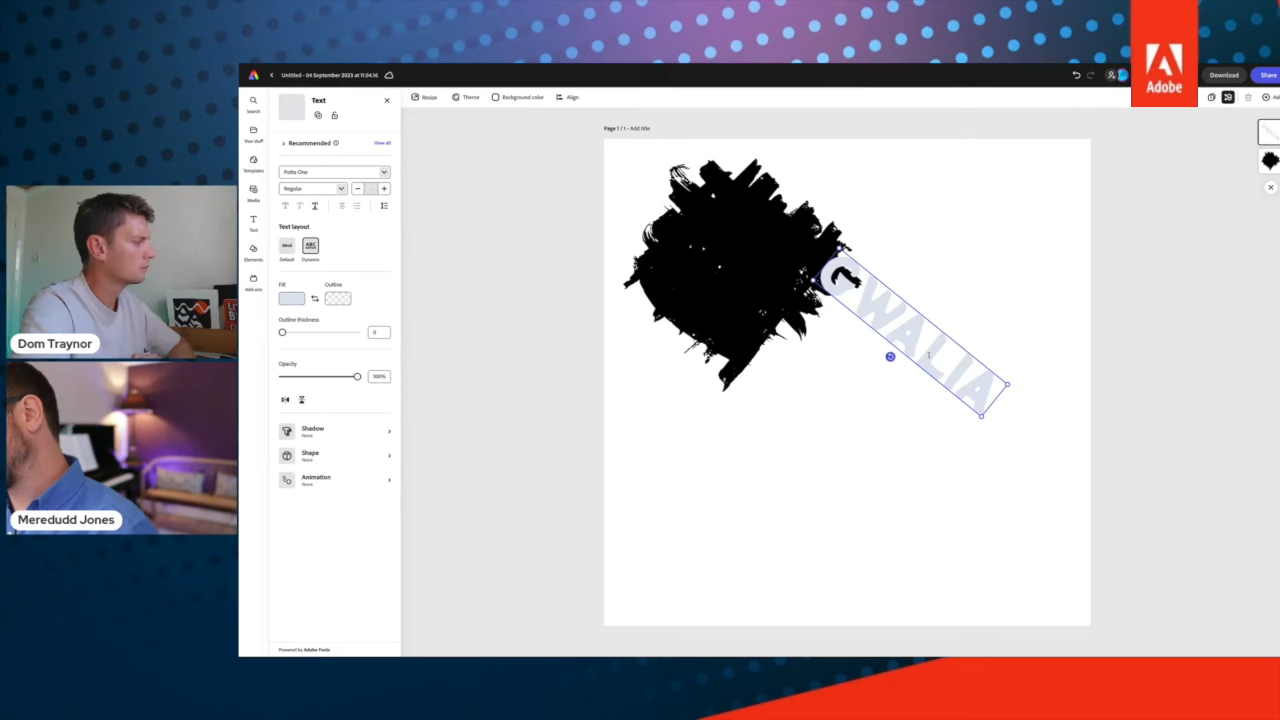 Adobe
Untitled - 04 September 2023 at 11.04.16
Download
Share
Search
Your stuff
Templates
Media
Text
Elements
Add-ons
Text
Recommended
View all
Potta One
Regular
Text layout
Abcd
ABC
Default
Dynamic
Fill
Outline
Outline thickness
0
Opacity
100%
Shadow
None
Shape
None
Animation
None
Powered by Adobe Fonts
Resize
Theme
Background color
Align
Page 1 / 1 - Add title
GWALIA
Dom Traynor
Meredudd Jones